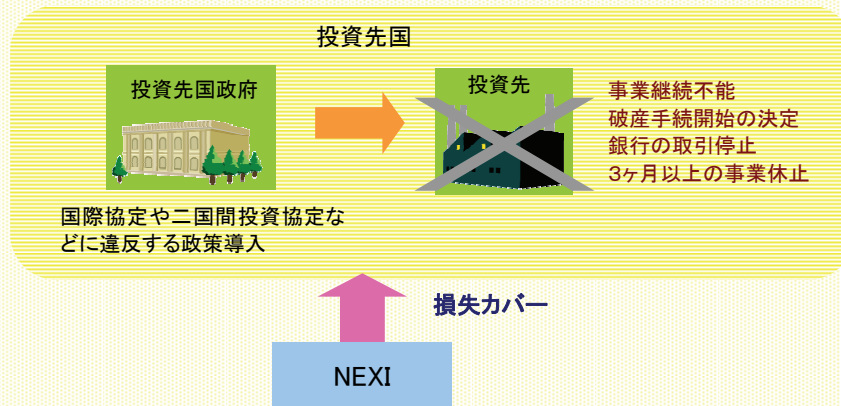 投資先国
投資先国政府
投資先
事業継続不能
破産手続開始の決定
銀行の取引停止
3ヶ月以上の事業休止
国際協定や二国間投資協定な
どに違反する政策導入
損失カバー
NEXI